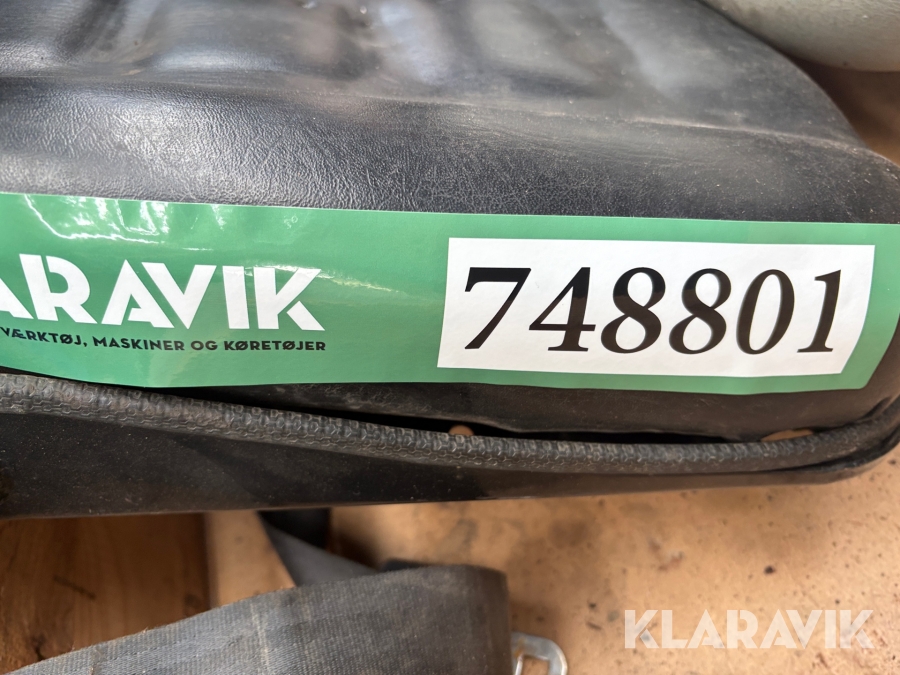 ARAVIK
VÆRKTØJ, MASKINER OG KØRETØJER
748801
KLARAVIK